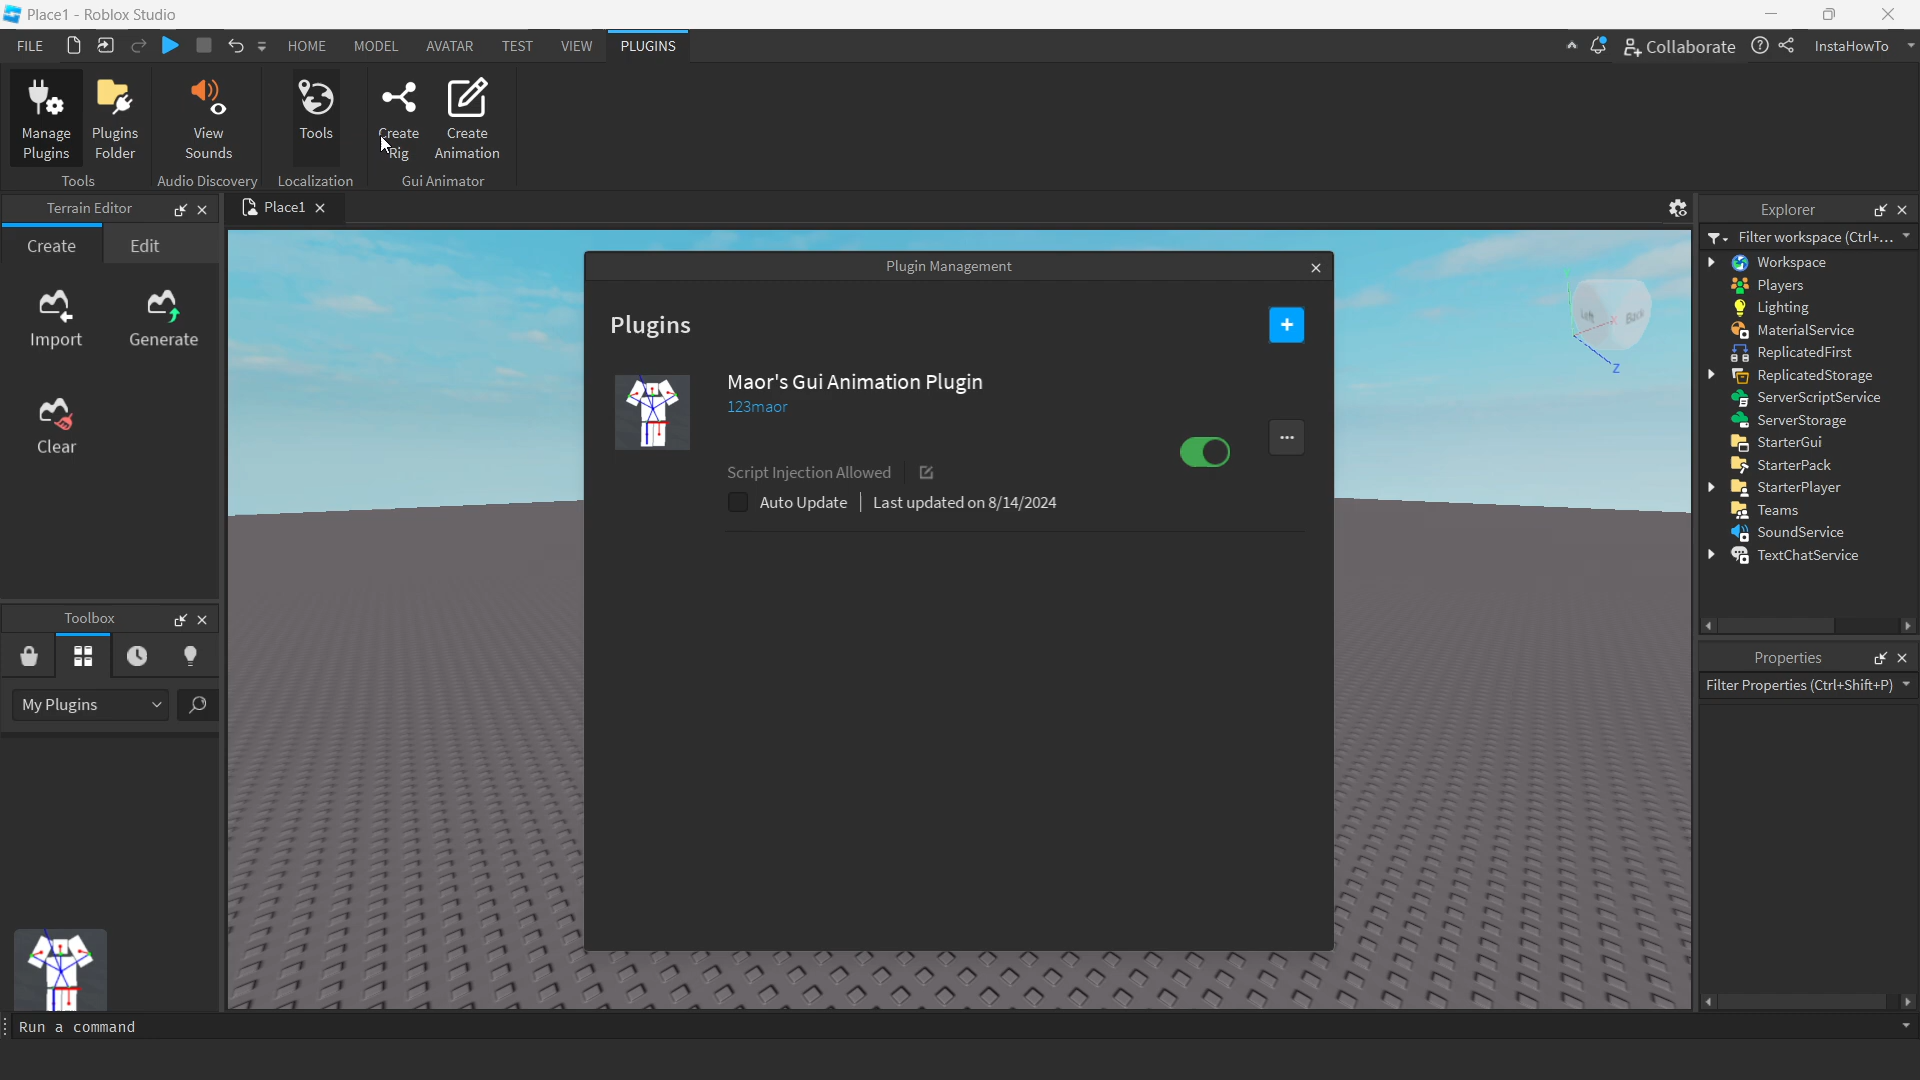 Place1 - Roblox Studio
FILE
HOME
MODEL
AVATAR
TEST
VIEW
PLUGINS
Collaborate
InstaHowTo
Manage
Plugins
Plugins
Folder
View
Sounds
Tools
Create
Rig
Create
Animation
Tools
Audio Discovery
Localization
Gui Animator
Terrain Editor
Place1
Create
Edit
Import
Generate
Clear
Toolbox
My Plugins
Plugin Management
Plugins
+
Maor's Gui Animation Plugin
123maor
Script Injection Allowed
Auto Update | Last updated on 8/14/2024
Left
Back
X
Z
Explorer
Filter workspace (Ctrl+...
Workspace
Players
Lighting
MaterialService
ReplicatedFirst
ReplicatedStorage
ServerScriptService
ServerStorage
StarterGui
StarterPack
StarterPlayer
Teams
SoundService
TextChatService
Properties
Filter Properties (Ctrl+Shift+P)
Run a command